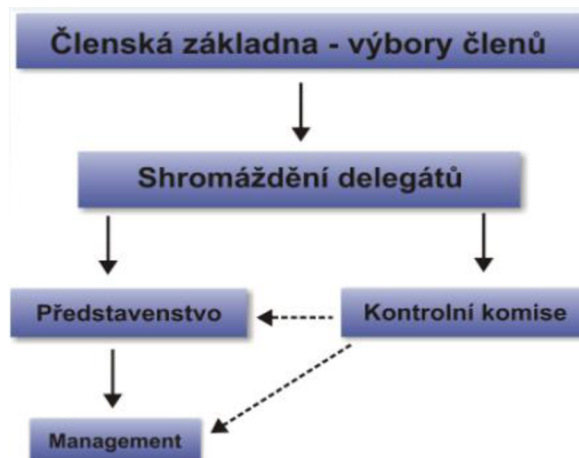 Členská základna - výbory členů
Shromáždění delegátů
Představenstvo
Kontrolní komise
Management